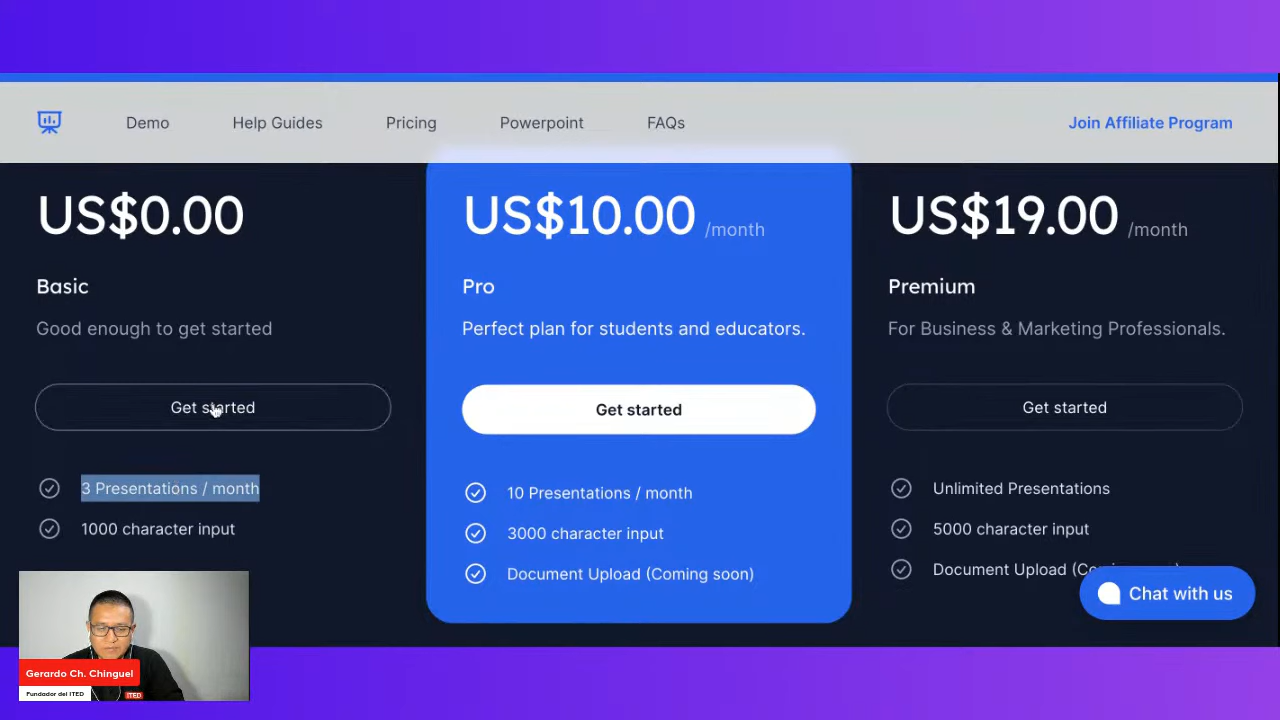 Demo Help Guides Pricing Powerpoint FAQs Join Affiliate Program
US$0.00
Basic
Good enough to get started
Get started
3 Presentations / month
1000 character input
US$10.00 /month
Pro
Perfect plan for students and educators.
Get started
10 Presentations / month
3000 character input
Document Upload (Coming soon)
US$19.00 /month
Premium
For Business & Marketing Professionals.
Get started
Unlimited Presentations
5000 character input
Document Upload
Chat with us
Gerardo Ch. Chinguel
Fundador del ITED
ITED